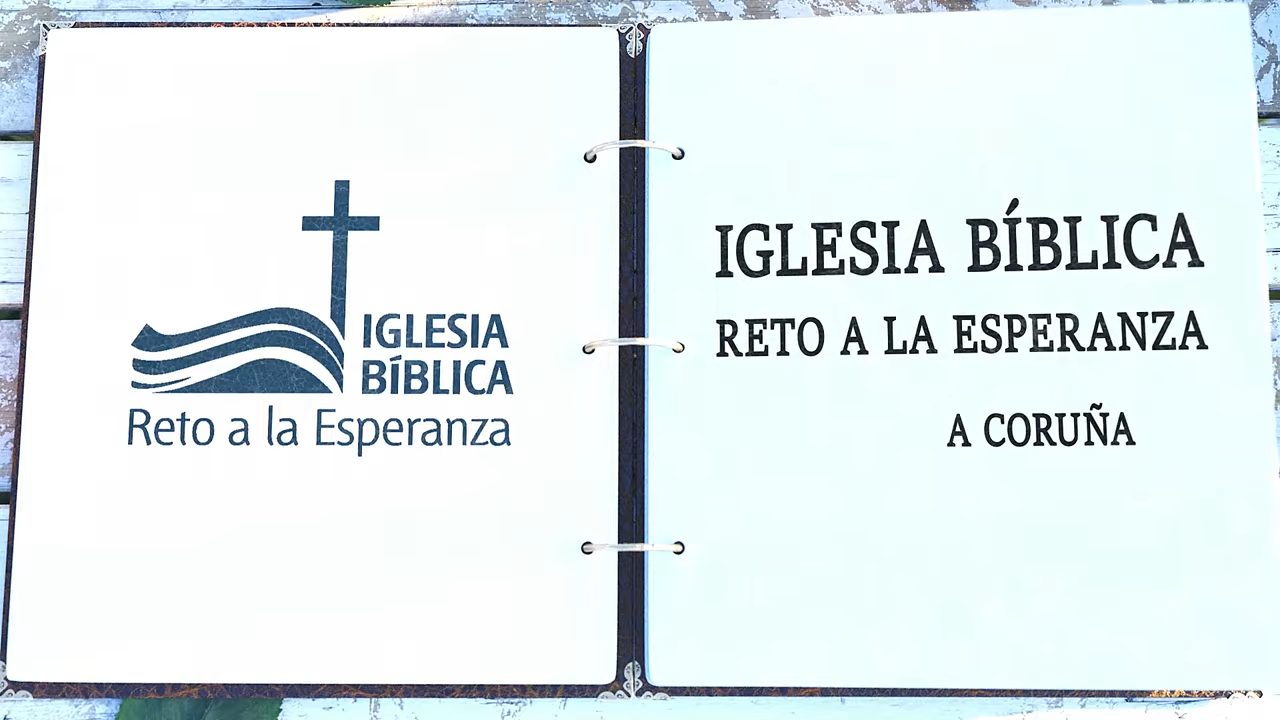 IGLESIA
BÍBLICA
Reto a la Esperanza
IGLESIA BÍBLICA
RETO A LA ESPERANZA
A CORUÑA